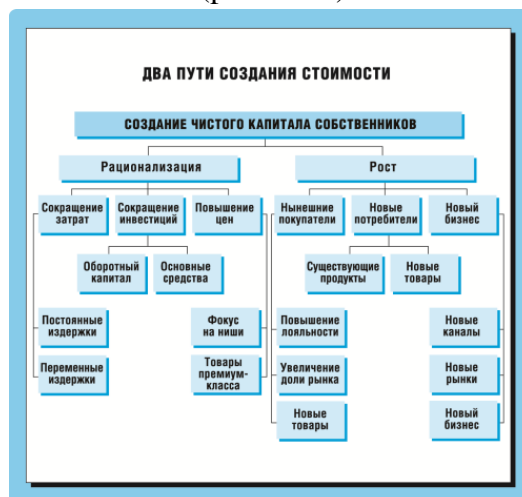 ДВА ПУТИ СОЗДАНИЯ СТОИМОСТИ
СОЗДАНИЕ ЧИСТОГО КАПИТАЛА СОБСТВЕННИКОВ
Рационализация
Рост
Сокращение
затрат
Сокращение
инвестиций
Повышение
цен
Нынешние
покупатели
Новые
потребители
Новый
бизнес
Оборотный
капитал
Основные
средства
Существующие
продукты
Новые
товары
Постоянные
издержки
Фокус
на ниши
Повышение
лояльности
Новые
каналы
Переменные
издержки
Товары
премиум-
класса
Увеличение
доли рынка
Новые
рынки
Новые
товары
Новый
бизнес